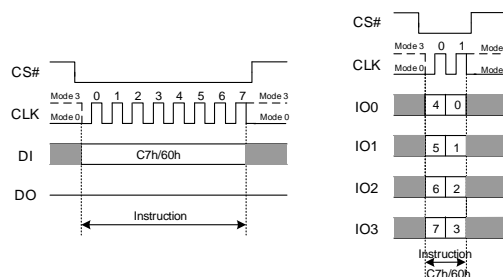 CS#
Mode 3 0 1 2 3 4 5 6 7 Mode 3
CLK Mode 0 Mode 0
DI C7h/60h
DO
Instruction
CS#
Mode 3 0 1 Mode
CLK Mode 0 Mode
IO0 4 0
IO1 5 1
IO2 6 2
IO3 7 3
Instruction
C7h/60h